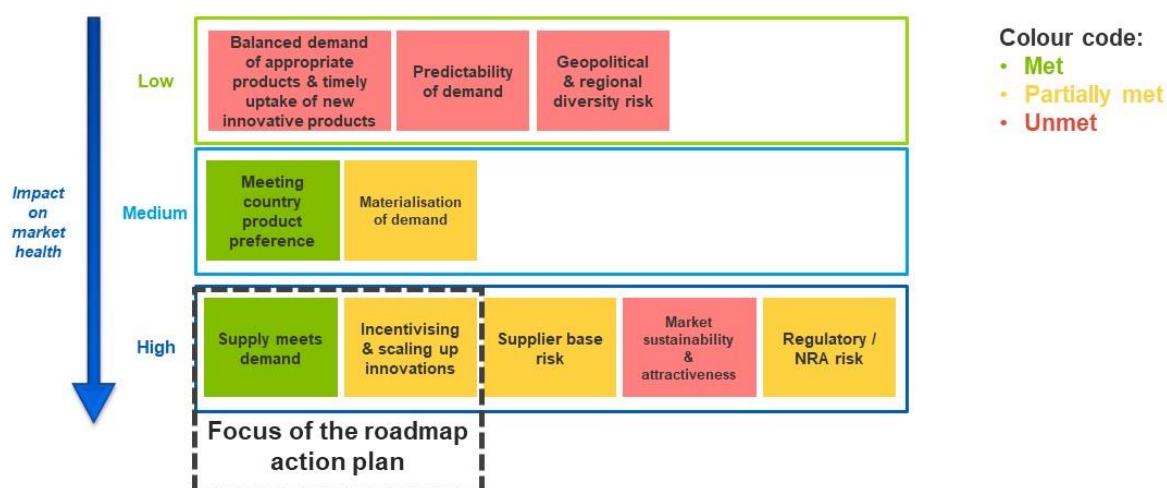 Impact
on
market
health
Low
Balanced demand
of appropriate
products & timely
uptake of new
innovative products
Predictability
of demand
Geopolitical
& regional
diversity risk
Medium
Meeting
country
product
preference
Materialisation
of demand
High
Supply meets
demand
Incentivising
& scaling up
innovations
Supplier base
risk
Market
sustainability
&
attractiveness
Regulatory /
NRA risk
Focus of the roadmap
action plan
Colour code:
• Met
• Partially met
• Unmet